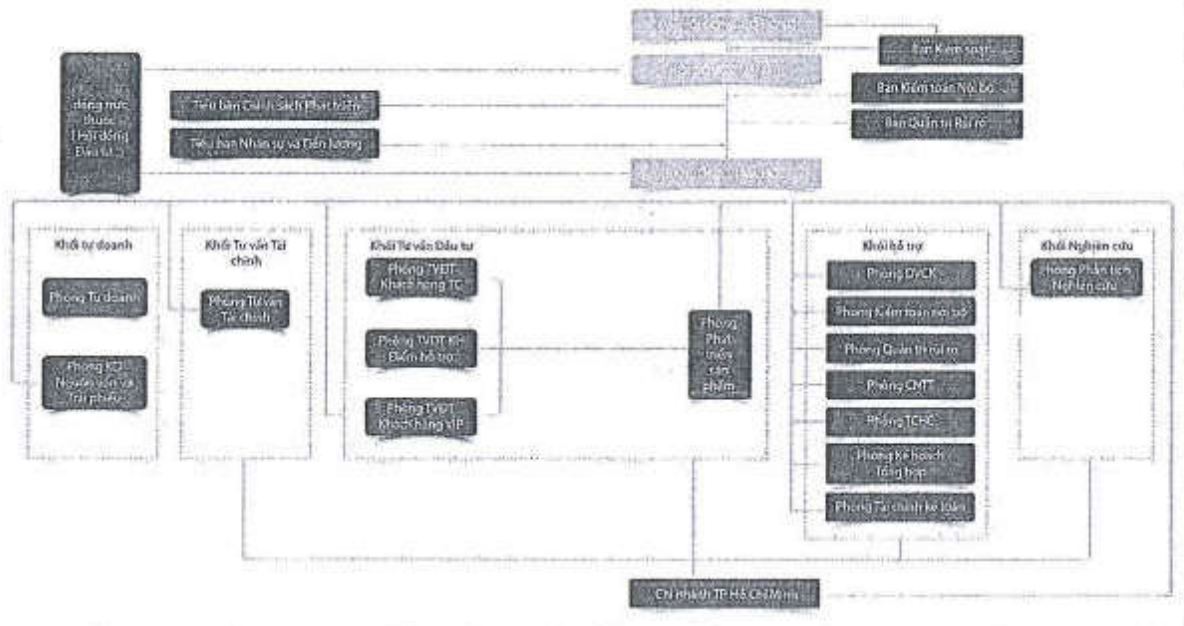 Ban Kiểm soát
động trực
thuộc
(Hội đồng
Đầu tư...)
Tiểu ban Chính sách Phát triển
Ban Kiểm toán Nội bộ
Tiểu ban Nhân sự và Tiền lương
Ban Quản trị Rủi ro
Khối tự doanh
Phòng Tự doanh
Phòng KD
Nguồn vốn và
Trái phiếu
Khối Tư vấn Tài
chính
Phòng Tư vấn
Tài chính
Khối Tư vấn Đầu tư
Phòng TVĐT
Khách hàng TC
Phòng TVĐT KH
Điểm hỗ trợ
Phòng TVĐT
Khách hàng VIP
Phòng
Phát
triển
sản
phẩm
Khối hỗ trợ
Phòng DVCK
Phòng Kiểm toán nội bộ
Phòng Quản trị rủi ro
Phòng CMTT
Phòng TCHC
Phòng Kế hoạch
Tổng hợp
Phòng Tài chính kế toán
Khối Nghiên cứu
Phòng Phân tích
Nghiên cứu
Chi nhánh TP Hồ Chí Minh